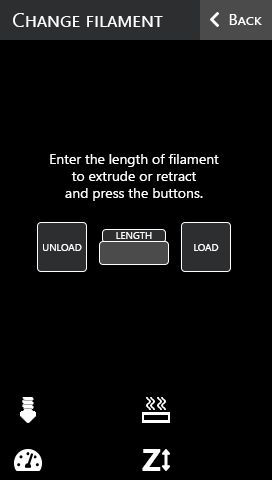 Change filament
Back
Enter the length of filament
to extrude or retract
and press the buttons.
UNLOAD
LENGTH
LOAD
Z